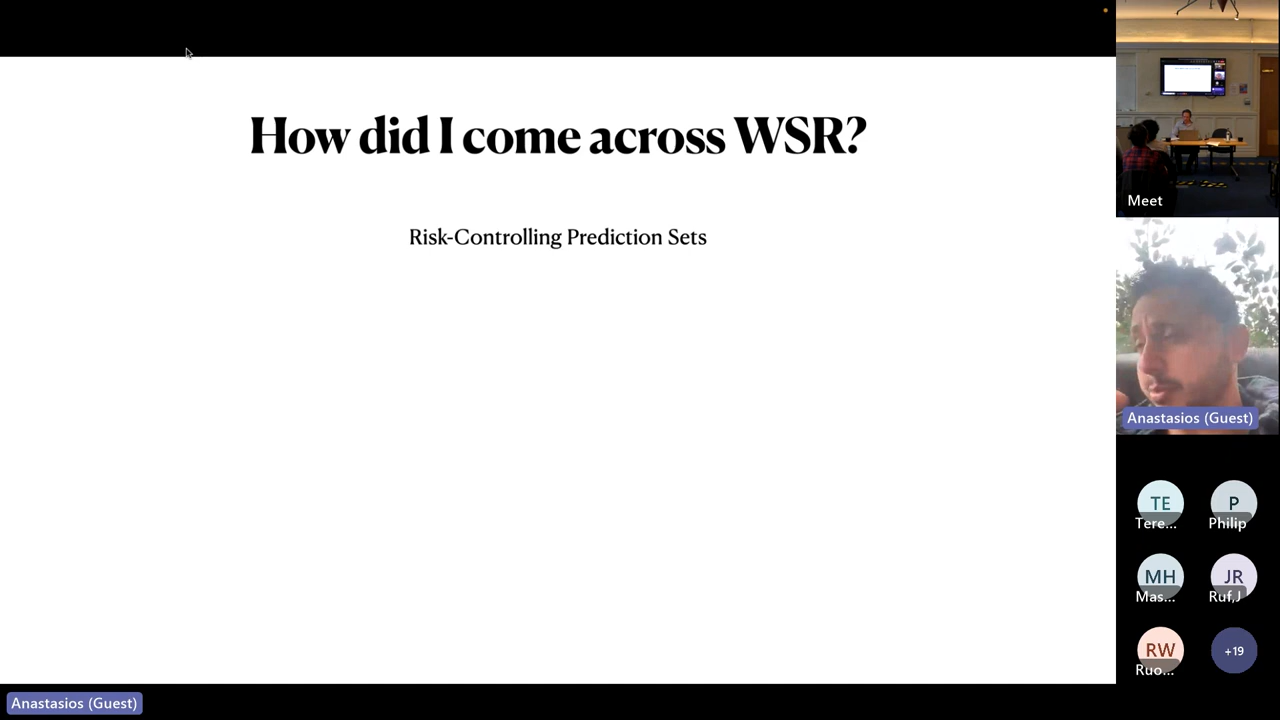 How did I come across WSR?
Risk-Controlling Prediction Sets
Meet
Anastasios (Guest)
TE
Tere...
P
Philip
MH
Mas...
JR
Ruf,J
RW
Ruo...
+19
Anastasios (Guest)